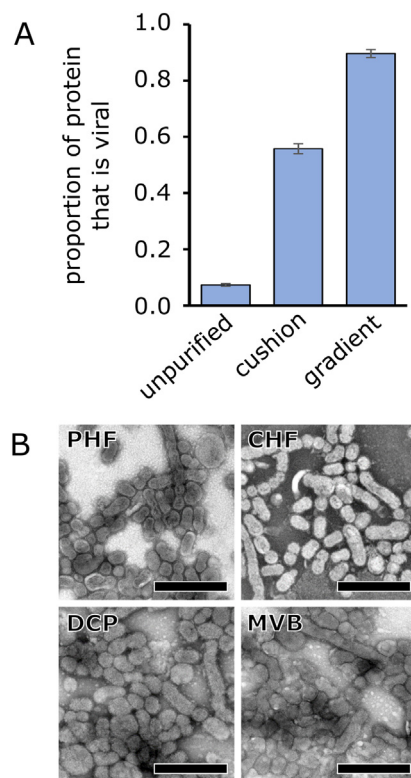 A
proportion of protein
that is viral
1.0
0.8
0.6
0.4
0.2
0.0
unpurified
cushion
gradient
B
PHF
CHF
DCP
MVB